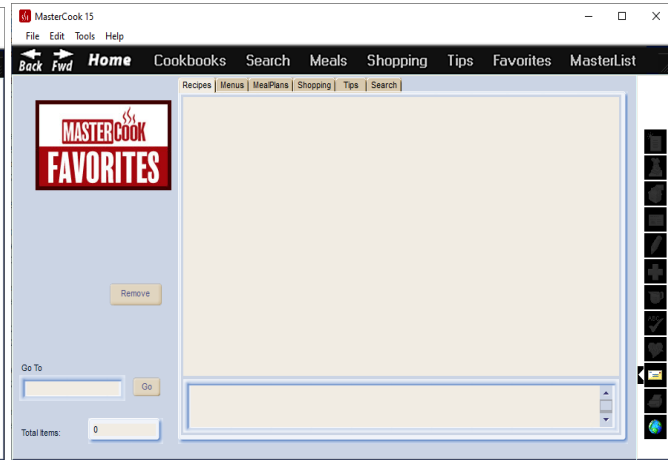 MasterCook 15
File Edit Tools Help
Back Fwd Home Cookbooks Search Meals Shopping Tips Favorites MasterList
Recipes Menus MealPlans Shopping Tips Search
MASTERCOOK
FAVORITES
Remove
Go To
Go
Total Items: 0
ABC